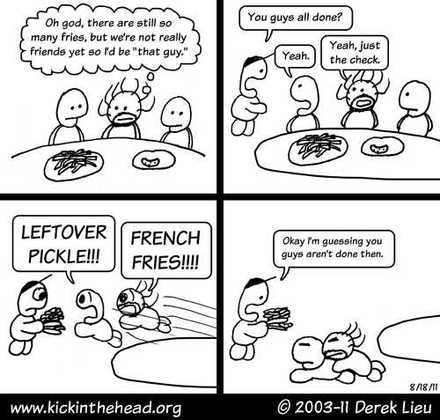 Oh god, there are still so
many fries, but we're not really
friends yet so I'd be "that guy."
You guys all done?
Yeah.
Yeah, just
the check.
LEFTOVER
PICKLE!!!
FRENCH
FRIES!!!!
Okay I'm guessing you
guys aren't done then.
8/18/11
www.kickinthehead.org
© 2003-11 Derek Lieu